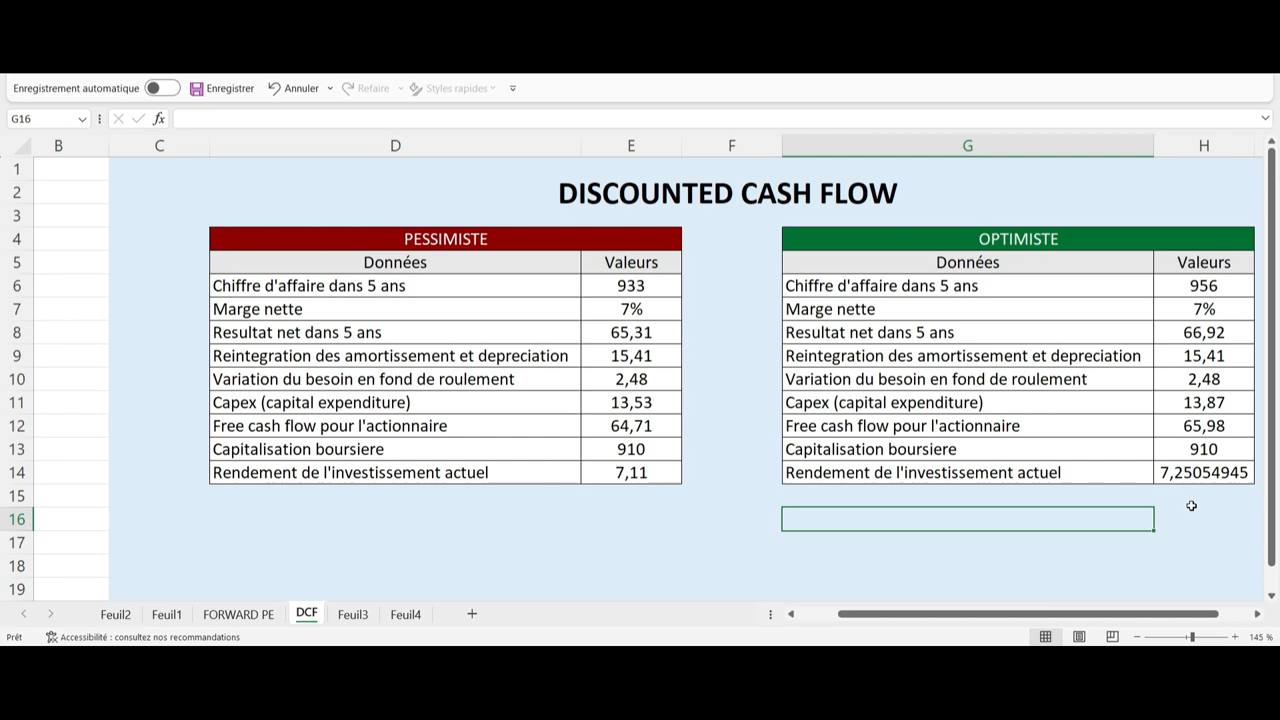 Enregistrement automatique Enregistrer Annuler Refaire Styles rapides
G16 fx
B C D E F G H
1
2 DISCOUNTED CASH FLOW
3
4 PESSIMISTE OPTIMISTE
5 Données Valeurs Données Valeurs
6 Chiffre d'affaire dans 5 ans 933 Chiffre d'affaire dans 5 ans 956
7 Marge nette 7% Marge nette 7%
8 Resultat net dans 5 ans 65,31 Resultat net dans 5 ans 66,92
9 Reintegration des amortissement et depreciation 15,41 Reintegration des amortissement et depreciation 15,41
10 Variation du besoin en fond de roulement 2,48 Variation du besoin en fond de roulement 2,48
11 Capex (capital expenditure) 13,53 Capex (capital expenditure) 13,87
12 Free cash flow pour l'actionnaire 64,71 Free cash flow pour l'actionnaire 65,98
13 Capitalisation boursiere 910 Capitalisation boursiere 910
14 Rendement de l'investissement actuel 7,11 Rendement de l'investissement actuel 7,25054945
15
16
17
18
19
Feuil2 Feuil1 FORWARD PE DCF Feuil3 Feuil4
Prêt Accessibilité : consultez nos recommandations 145 %